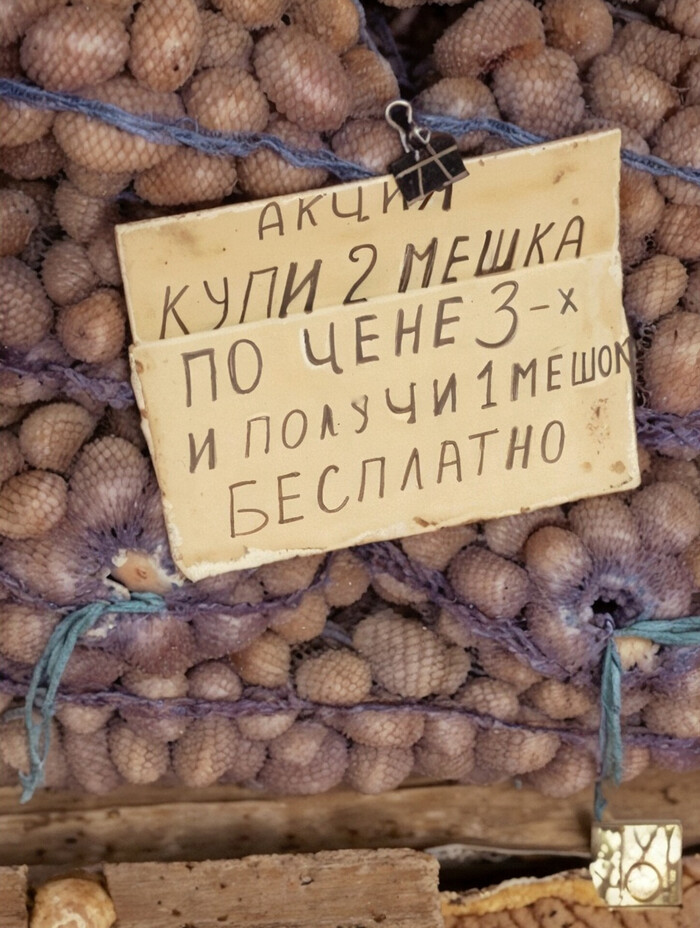 АКЦИЯ
КУПИ 2 МЕШКА
ПО ЦЕНЕ 3-х
И ПОЛУЧИ 1 МЕШОК
БЕСПЛАТНО